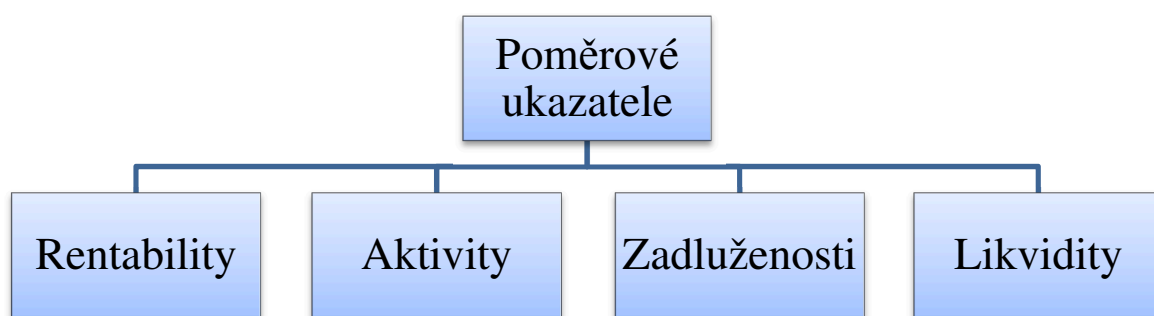 Poměrové
ukazatele
Rentability
Aktivity
Zadluženosti
Likvidity